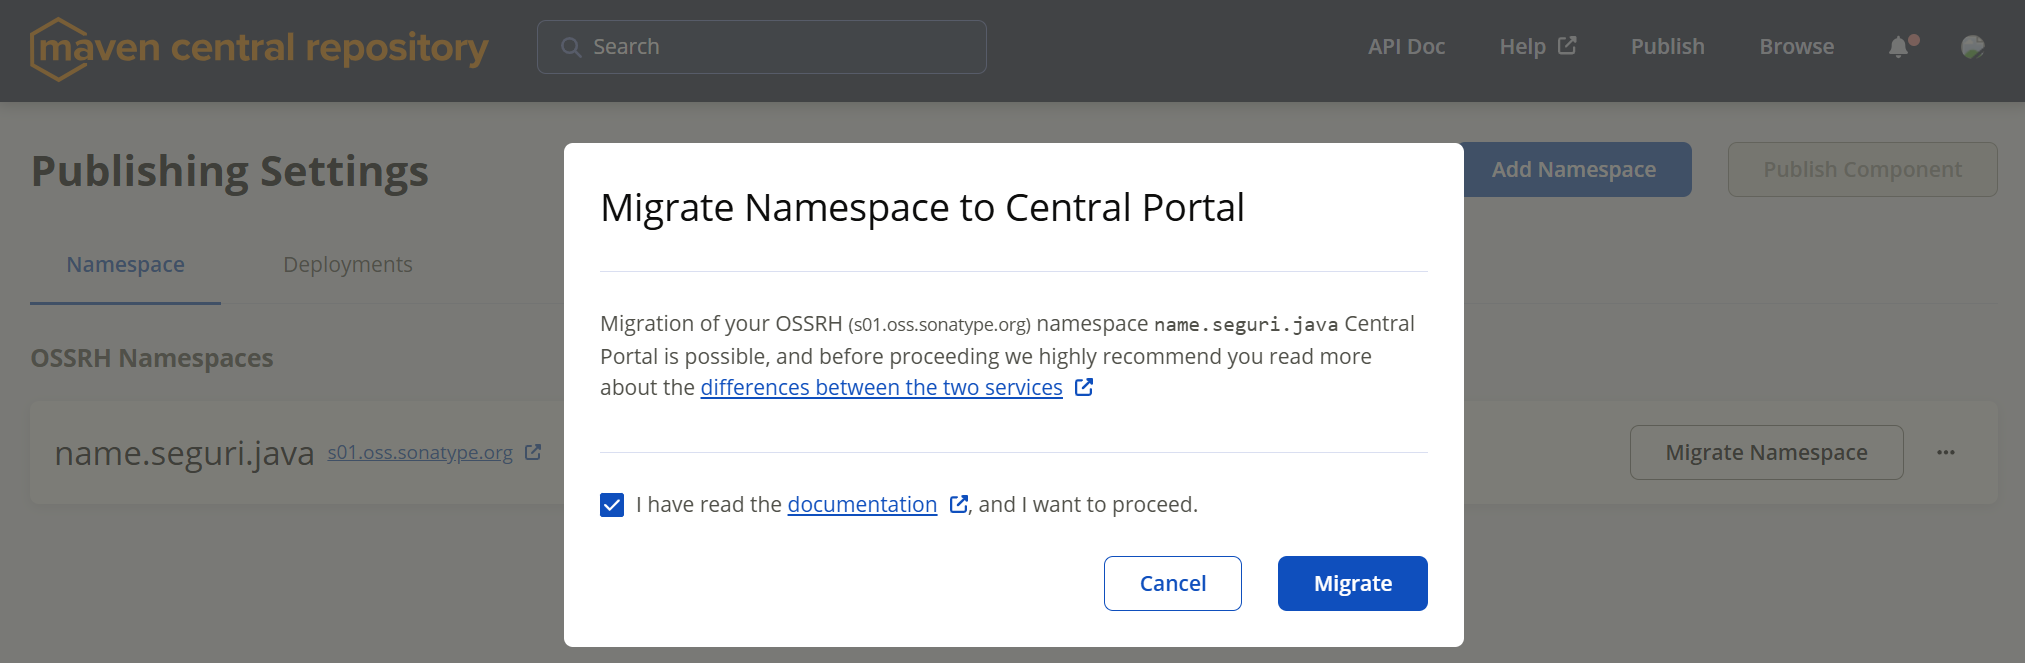 maven central repository
Search
API Doc
Help
Publish
Browse
Publishing Settings
Add Namespace
Publish Component
Namespace
Deployments
OSSRH Namespaces
name.seguri.java s01.oss.sonatype.org
Migrate Namespace
...
Migrate Namespace to Central Portal
Migration of your OSSRH (s01.oss.sonatype.org) namespace name.seguri.java Central
Portal is possible, and before proceeding we highly recommend you read more
about the differences between the two services
I have read the documentation , and I want to proceed.
Cancel
Migrate